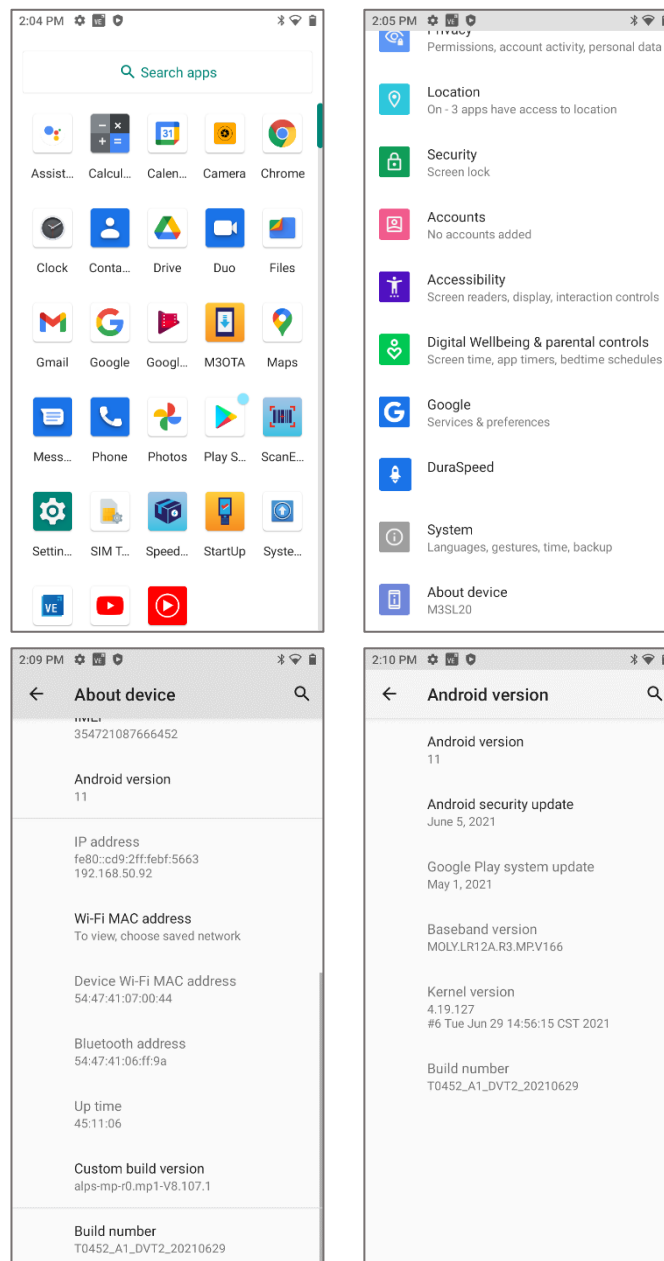 2:04 PM
Search apps
31
Assist...
Calcul...
Calen...
Camera
Chrome
Clock
Conta...
Drive
Duo
Files
Gmail
Google
Googl...
M3OTA
Maps
Mess...
Phone
Photos
Play S...
ScanE...
Settin...
SIM T...
Speed...
StartUp
Syste...
VE
2:05 PM
Privacy
Permissions, account activity, personal data
Location
On - 3 apps have access to location
Security
Screen lock
Accounts
No accounts added
Accessibility
Screen readers, display, interaction controls
Digital Wellbeing & parental controls
Screen time, app timers, bedtime schedules
Google
Services & preferences
DuraSpeed
System
Languages, gestures, time, backup
About device
M3SL20
2:09 PM
About device
IMEI
354721087666452
Android version
11
IP address
fe80::cd9:2ff:febf:5663
192.168.50.92
Wi-Fi MAC address
To view, choose saved network
Device Wi-Fi MAC address
54:47:41:07:00:44
Bluetooth address
54:47:41:06:ff:9a
Up time
45:11:06
Custom build version
alps-mp-r0.mp1-V8.107.1
Build number
T0452_A1_DVT2_20210629
2:10 PM
Android version
Android version
11
Android security update
June 5, 2021
Google Play system update
May 1, 2021
Baseband version
MOLY.LR12A.R3.MP.V166
Kernel version
4.19.127
#6 Tue Jun 29 14:56:15 CST 2021
Build number
T0452_A1_DVT2_20210629